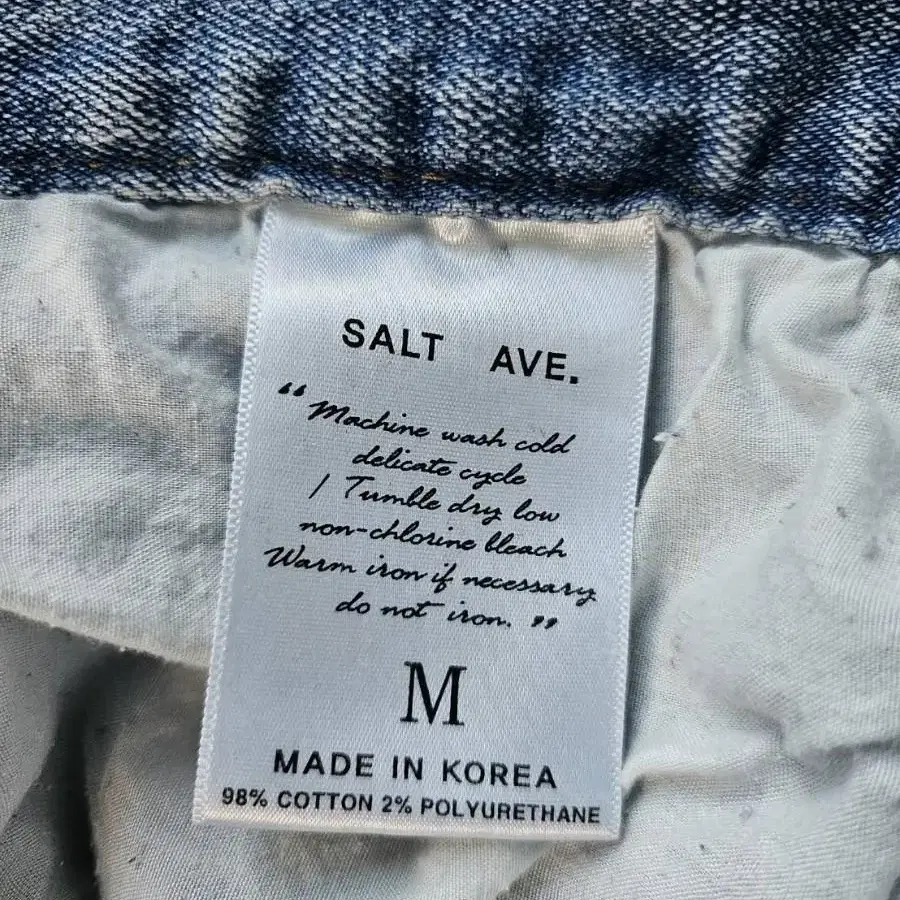 SALT AVE.
“Machine wash cold
delicate cycle
/ Tumble dry low
non-chlorine bleach
Warm iron if necessary
do not iron.”
M
MADE IN KOREA
98% COTTON 2% POLYURETHANE